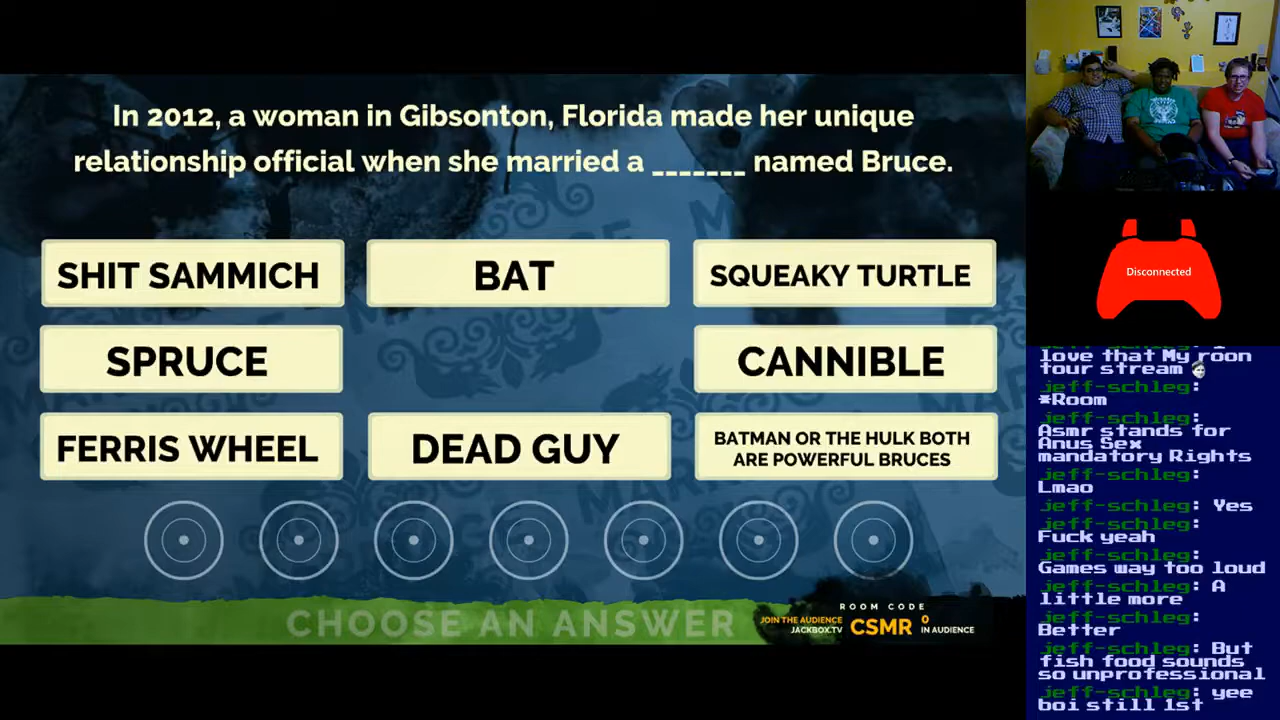 In 2012, a woman in Gibsonton, Florida made her unique
relationship official when she married a _______ named Bruce.
SHIT SAMMICH
BAT
SQUEAKY TURTLE
SPRUCE
CANNIBLE
FERRIS WHEEL
DEAD GUY
BATMAN OR THE HULK BOTH
ARE POWERFUL BRUCES
CHOOSE AN ANSWER
ROOM CODE
JOIN THE AUDIENCE
JACKBOX.TV
CSMR
0
IN AUDIENCE
Disconnected
love that My roon
tour stream
jeff-schleg:
*Room
jeff-schleg:
Asmr stands for
Anus Sex
mandatory Rights
jeff-schleg:
Lmao
jeff-schleg: Yes
jeff-schleg:
Fuck yeah
jeff-schleg:
Games way too loud
jeff-schleg: A
little more
jeff-schleg:
Better
jeff-schleg: But
fish food sounds
so unprofessional
jeff-schleg: yee
boi still 1st